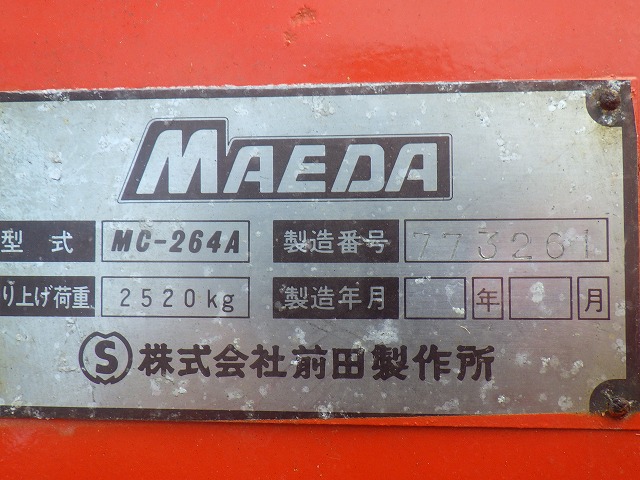 MAEDA
型式 MC-264A 製造番号 773261
り上げ荷重 2520kg 製造年月 年 月
S 株式会社前田製作所